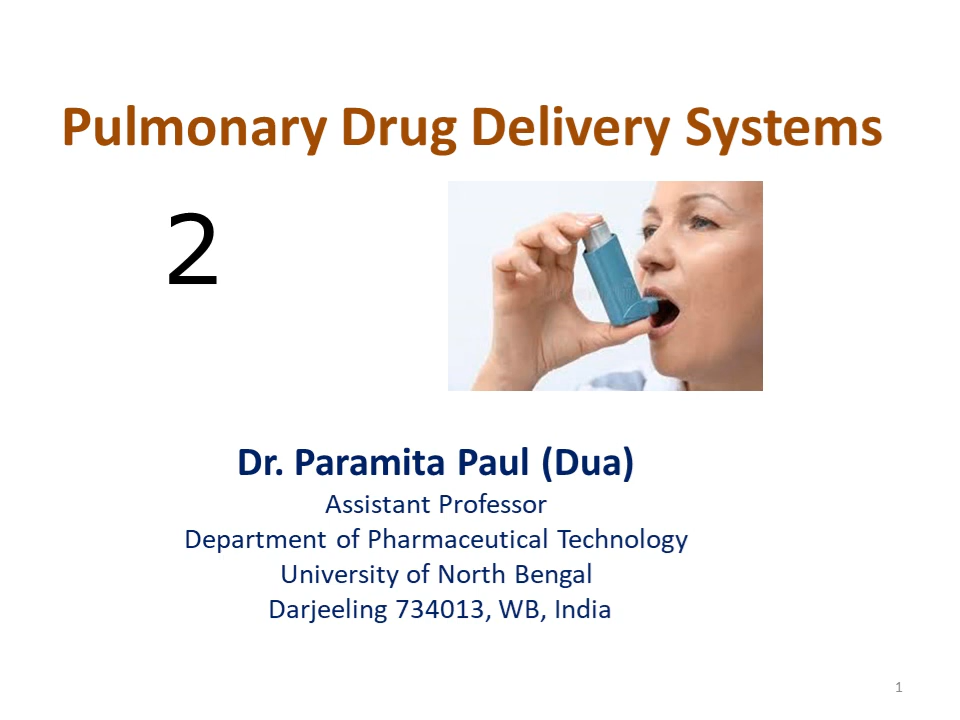 Pulmonary Drug Delivery Systems
2
Dr. Paramita Paul (Dua)
Assistant Professor
Department of Pharmaceutical Technology
University of North Bengal
Darjeeling 734013, WB, India
1